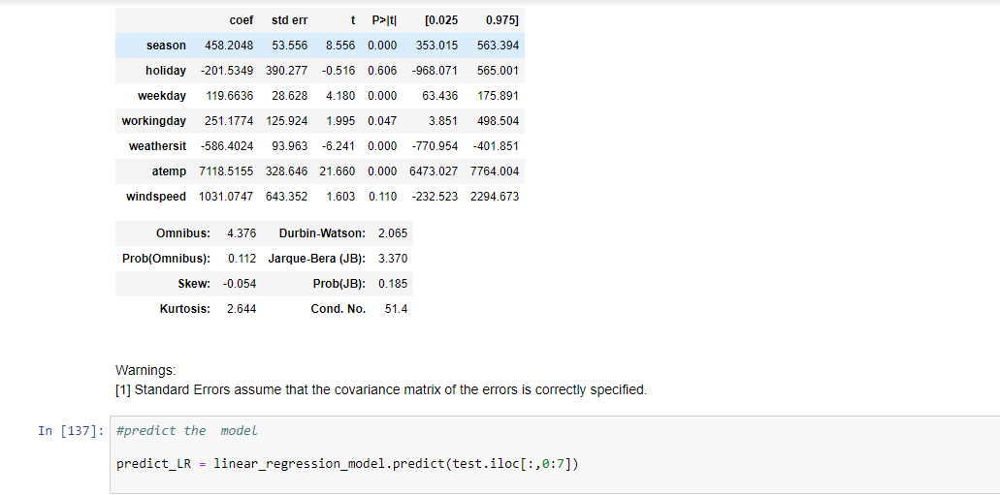 coef std err t P>|t| [0.025 0.975]
season 458.2048 53.556 8.556 0.000 353.015 563.394
holiday -201.5349 390.277 -0.516 0.606 -968.071 565.001
weekday 119.6636 28.628 4.180 0.000 63.436 175.891
workingday 251.1774 125.924 1.995 0.047 3.851 498.504
weathersit -586.4024 93.963 -6.241 0.000 -770.954 -401.851
atemp 7118.5155 328.646 21.660 0.000 6473.027 7764.004
windspeed 1031.0747 643.352 1.603 0.110 -232.523 2294.673
Omnibus: 4.376 Durbin-Watson: 2.065
Prob(Omnibus): 0.112 Jarque-Bera (JB): 3.370
Skew: -0.054 Prob(JB): 0.185
Kurtosis: 2.644 Cond. No. 51.4
Warnings:
[1] Standard Errors assume that the covariance matrix of the errors is correctly specified.
In [137]: #predict the  model
predict_LR = linear_regression_model.predict(test.iloc[:,0:7])